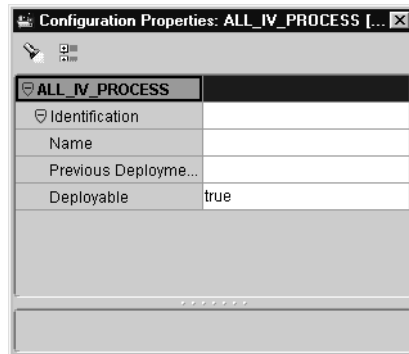 Configuration Properties: ALL_IV_PROCESS [...
ALL_IV_PROCESS
Identification
Name
Previous Deployme...
Deployable true